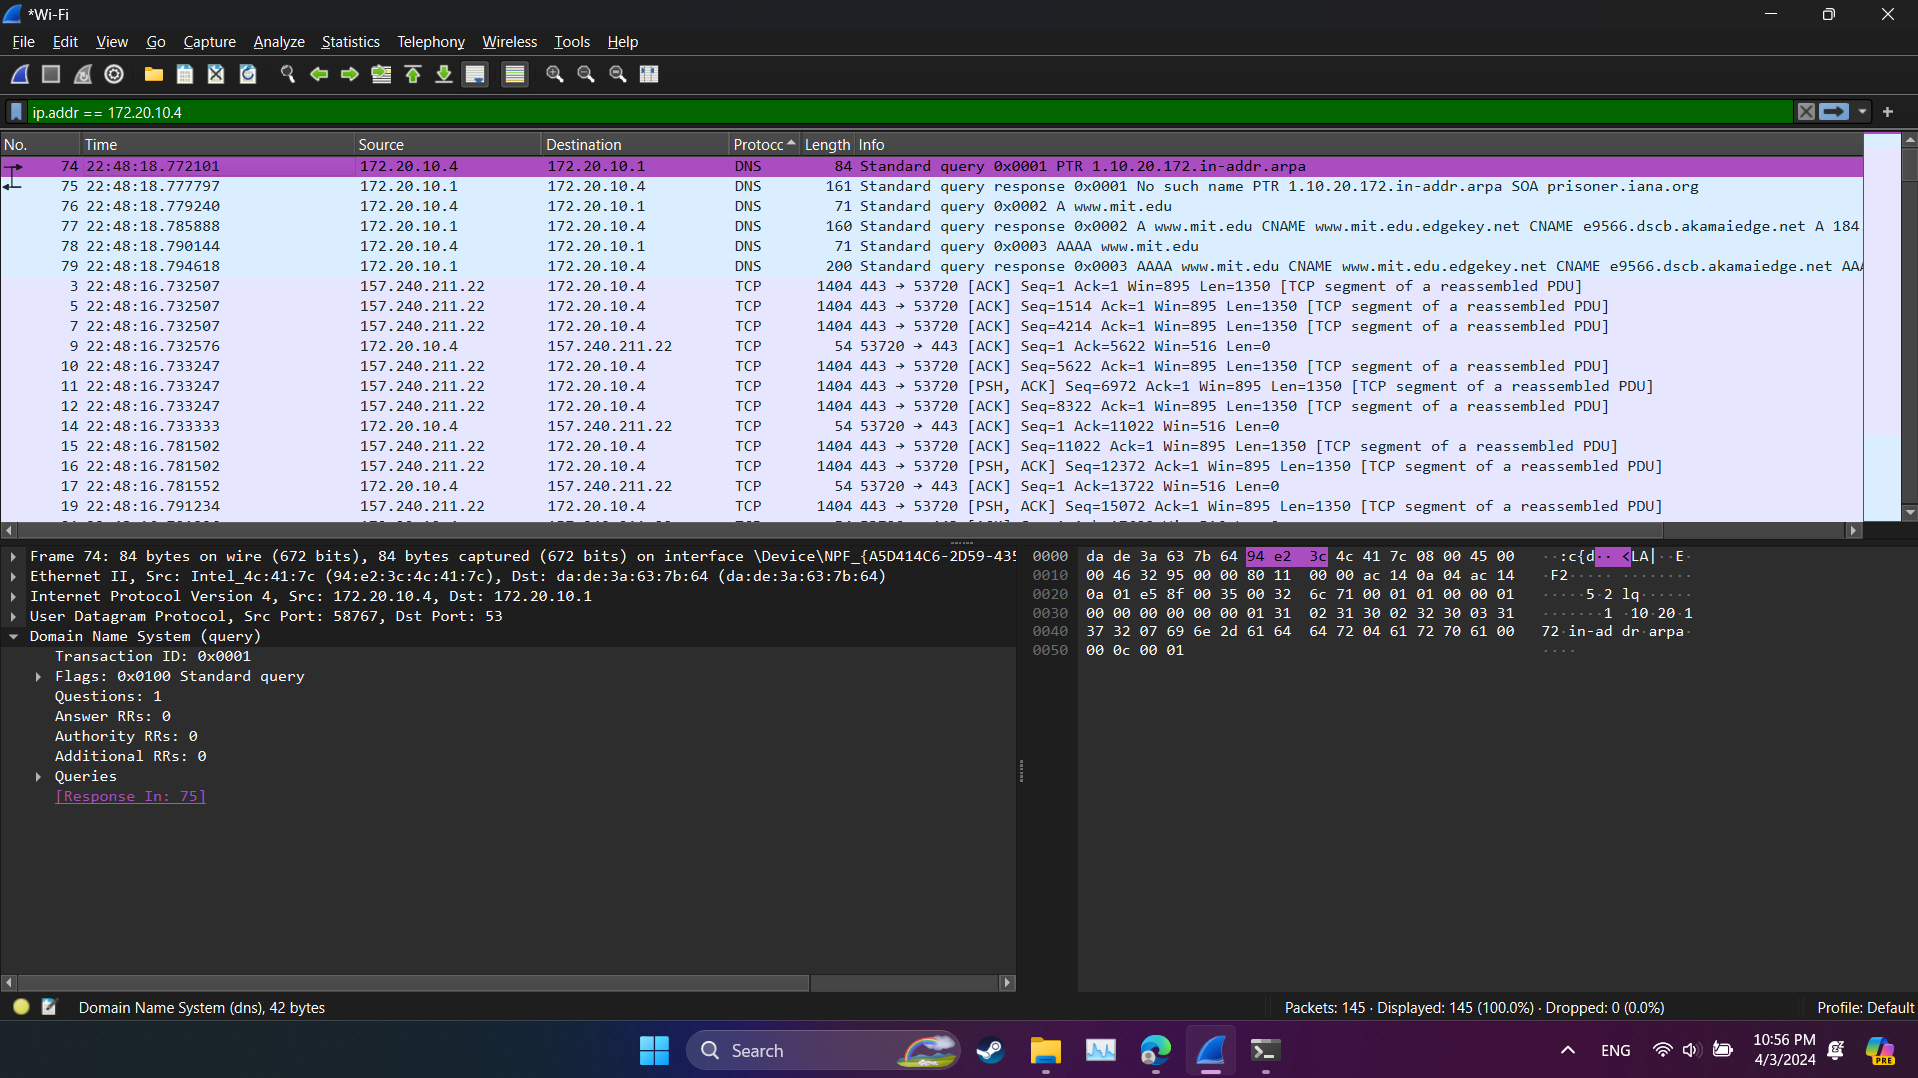 *Wi-Fi
File Edit View Go Capture Analyze Statistics Telephony Wireless Tools Help
ip.addr == 172.20.10.4
No. Time Source Destination Protocc Length Info
74 22:48:18.772101 172.20.10.4 172.20.10.1 DNS 84 Standard query 0x0001 PTR 1.10.20.172.in-addr.arpa
75 22:48:18.777797 172.20.10.1 172.20.10.4 DNS 161 Standard query response 0x0001 No such name PTR 1.10.20.172.in-addr.arpa SOA prisoner.iana.org
76 22:48:18.779240 172.20.10.4 172.20.10.1 DNS 71 Standard query 0x0002 A www.mit.edu
77 22:48:18.785888 172.20.10.1 172.20.10.4 DNS 160 Standard query response 0x0002 A www.mit.edu CNAME www.mit.edu.edgekey.net CNAME e9566.dscb.akamaiedge.net A 184
78 22:48:18.790144 172.20.10.4 172.20.10.1 DNS 71 Standard query 0x0003 AAAA www.mit.edu
79 22:48:18.794618 172.20.10.1 172.20.10.4 DNS 200 Standard query response 0x0003 AAAA www.mit.edu CNAME www.mit.edu.edgekey.net CNAME e9566.dscb.akamaiedge.net AAA
3 22:48:16.732507 157.240.211.22 172.20.10.4 TCP 1404 443 → 53720 [ACK] Seq=1 Ack=1 Win=895 Len=1350 [TCP segment of a reassembled PDU]
5 22:48:16.732507 157.240.211.22 172.20.10.4 TCP 1404 443 → 53720 [ACK] Seq=1514 Ack=1 Win=895 Len=1350 [TCP segment of a reassembled PDU]
7 22:48:16.732507 157.240.211.22 172.20.10.4 TCP 1404 443 → 53720 [ACK] Seq=4214 Ack=1 Win=895 Len=1350 [TCP segment of a reassembled PDU]
9 22:48:16.732576 172.20.10.4 157.240.211.22 TCP 54 53720 → 443 [ACK] Seq=1 Ack=5622 Win=516 Len=0
10 22:48:16.733247 157.240.211.22 172.20.10.4 TCP 1404 443 → 53720 [ACK] Seq=5622 Ack=1 Win=895 Len=1350 [TCP segment of a reassembled PDU]
11 22:48:16.733247 157.240.211.22 172.20.10.4 TCP 1404 443 → 53720 [PSH, ACK] Seq=6972 Ack=1 Win=895 Len=1350 [TCP segment of a reassembled PDU]
12 22:48:16.733247 157.240.211.22 172.20.10.4 TCP 1404 443 → 53720 [ACK] Seq=8322 Ack=1 Win=895 Len=1350 [TCP segment of a reassembled PDU]
14 22:48:16.733333 172.20.10.4 157.240.211.22 TCP 54 53720 → 443 [ACK] Seq=1 Ack=11022 Win=516 Len=0
15 22:48:16.781502 157.240.211.22 172.20.10.4 TCP 1404 443 → 53720 [ACK] Seq=11022 Ack=1 Win=895 Len=1350 [TCP segment of a reassembled PDU]
16 22:48:16.781502 157.240.211.22 172.20.10.4 TCP 1404 443 → 53720 [PSH, ACK] Seq=12372 Ack=1 Win=895 Len=1350 [TCP segment of a reassembled PDU]
17 22:48:16.781552 172.20.10.4 157.240.211.22 TCP 54 53720 → 443 [ACK] Seq=1 Ack=13722 Win=516 Len=0
19 22:48:16.791234 157.240.211.22 172.20.10.4 TCP 1404 443 → 53720 [PSH, ACK] Seq=15072 Ack=1 Win=895 Len=1350 [TCP segment of a reassembled PDU]
Frame 74: 84 bytes on wire (672 bits), 84 bytes captured (672 bits) on interface \Device\NPF_{A5D414C6-2D59-435
Ethernet II, Src: Intel_4c:41:7c (94:e2:3c:4c:41:7c), Dst: da:de:3a:63:7b:64 (da:de:3a:63:7b:64)
Internet Protocol Version 4, Src: 172.20.10.4, Dst: 172.20.10.1
User Datagram Protocol, Src Port: 58767, Dst Port: 53
Domain Name System (query)
Transaction ID: 0x0001
Flags: 0x0100 Standard query
Questions: 1
Answer RRs: 0
Authority RRs: 0
Additional RRs: 0
Queries
[Response In: 75]
0000 da de 3a 63 7b 64 94 e2 3c 4c 41 7c 08 00 45 00 ··:c{d·· <LA|··E·
0010 00 46 32 95 00 00 80 11 00 00 ac 14 0a 04 ac 14 ·F2····· ········
0020 0a 01 e5 8f 00 35 00 32 6c 71 00 01 01 00 00 01 ·····5·2 lq······
0030 00 00 00 00 00 00 01 31 02 31 30 02 32 30 03 31 ·······1 ·10·20·1
0040 37 32 07 69 6e 2d 61 64 64 72 04 61 72 70 61 00 72·in-ad dr·arpa·
0050 00 0c 00 01 ····
Domain Name System (dns), 42 bytes
Packets: 145 · Displayed: 145 (100.0%) · Dropped: 0 (0.0%)
Profile: Default
Search
ENG
10:56 PM
4/3/2024
PRE